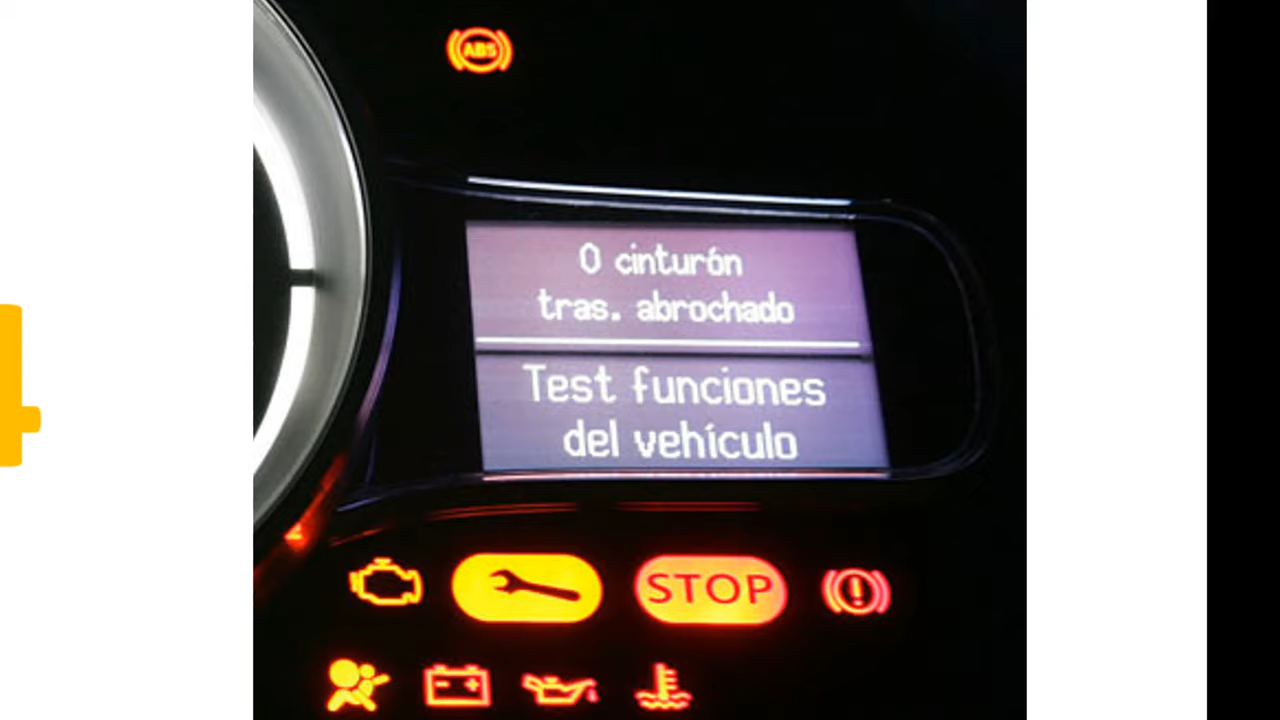 ABS
0 cinturón
tras. abrochado
Test funciones
del vehículo
STOP